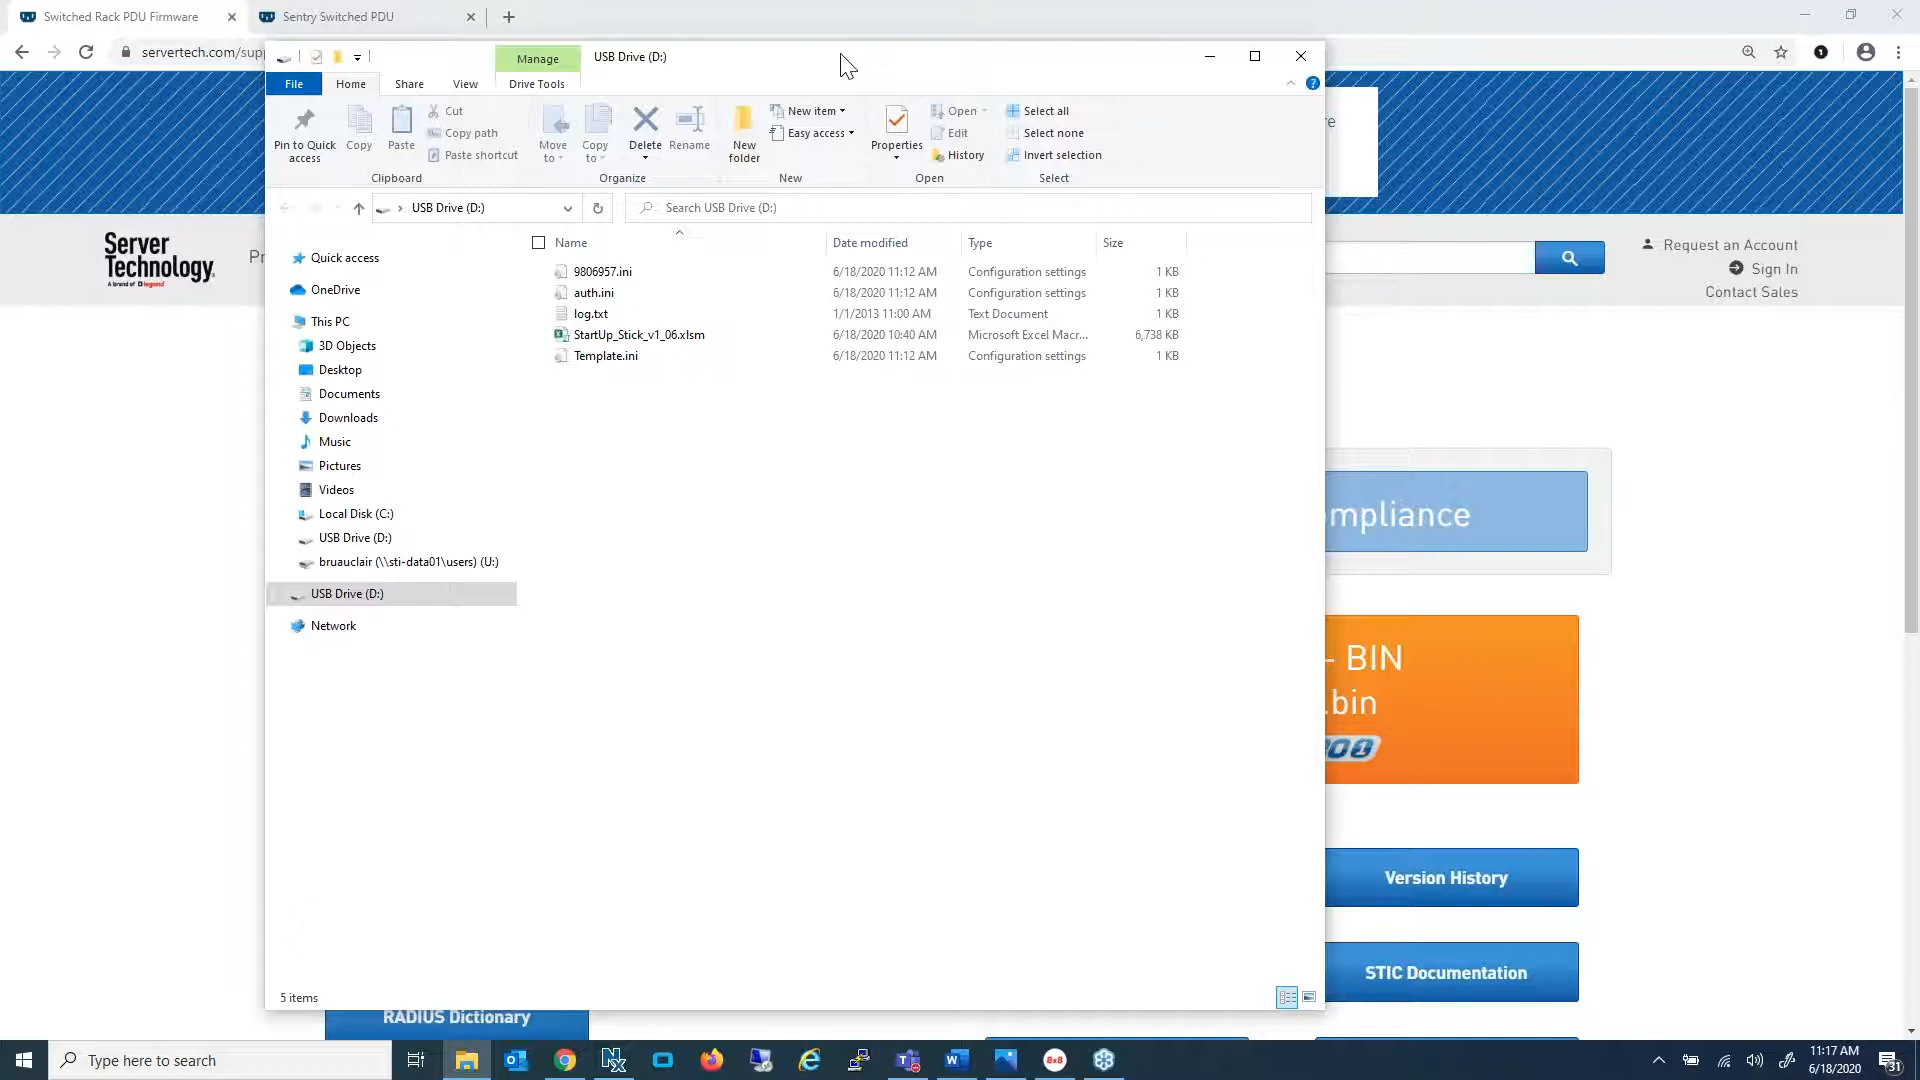 Switched Rack PDU Firmware
Sentry Switched PDU
servertech.com/supp
Manage
USB Drive (D:)
File
Home
Share
View
Drive Tools
Pin to Quick access
Copy
Paste
Cut
Copy path
Paste shortcut
Move to
Copy to
Delete
Rename
New folder
New item
Easy access
Properties
Open
Edit
History
Select all
Select none
Invert selection
Clipboard
Organize
New
Open
Select
USB Drive (D:)
Search USB Drive (D:)
Name
Date modified
Type
Size
9806957.ini 6/18/2020 11:12 AM Configuration settings 1 KB
auth.ini 6/18/2020 11:12 AM Configuration settings 1 KB
log.txt 1/1/2013 11:00 AM Text Document 1 KB
StartUp_Stick_v1_06.xlsm 6/18/2020 10:40 AM Microsoft Excel Macr... 6,738 KB
Template.ini 6/18/2020 11:12 AM Configuration settings 1 KB
Quick access
OneDrive
This PC
3D Objects
Desktop
Documents
Downloads
Music
Pictures
Videos
Local Disk (C:)
USB Drive (D:)
bruauclair (\\sti-data01\users) (U:)
USB Drive (D:)
Network
5 items
Server
Technology
A brand of legrand
Pr
re
Request an Account
Sign In
Contact Sales
ompliance
- BIN
.bin
Version History
STIC Documentation
RADIUS Dictionary
Type here to search
8x8
11:17 AM
6/18/2020
31